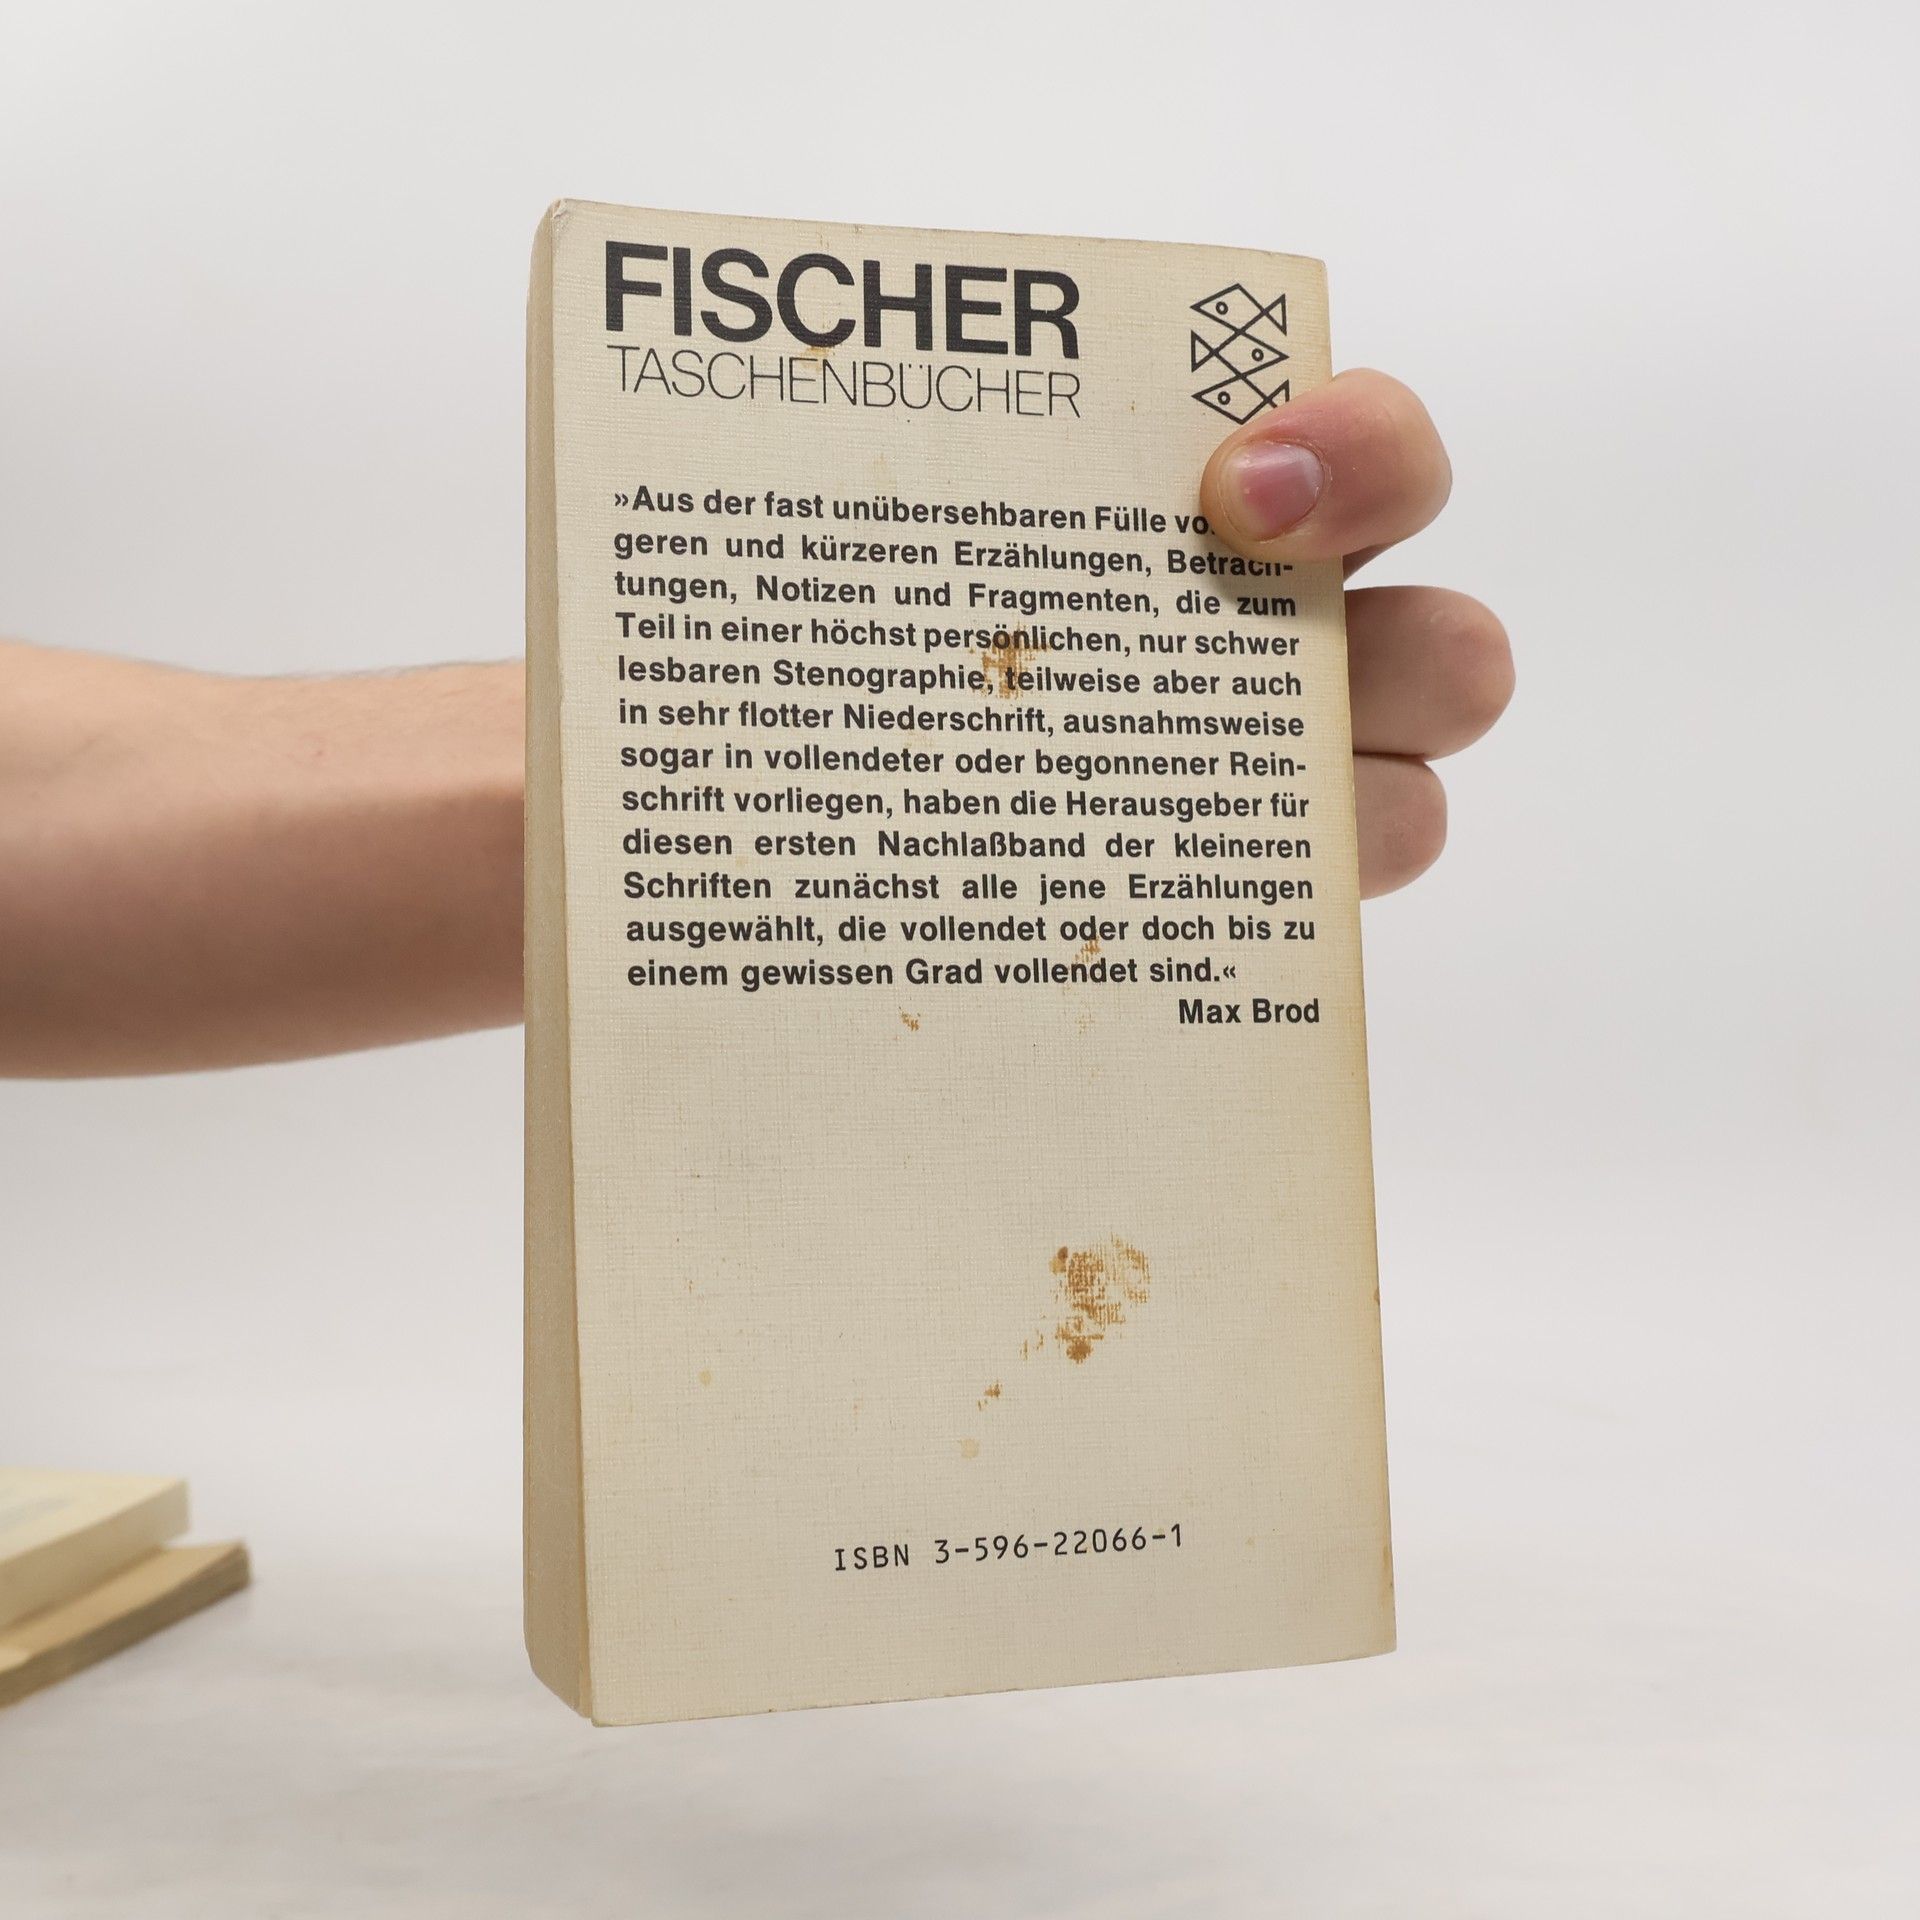 FISCHER
TASCHENBÜCHER
»Aus der fast unübersehbaren Fülle
geren und kürzeren Erzählungen, Betrach-
tungen, Notizen und Fragmenten, die zum
Teil in einer höchst persönlichen, nur schwer
lesbaren Stenographie, teilweise aber auch
in sehr flotter Niederschrift, ausnahmsweise
sogar in vollendeter oder begonnener Rein-
schrift vorliegen, haben die Herausgeber für
diesen ersten Nachlaßband der kleineren
Schriften zunächst alle jene Erzählungen
ausgewählt, die vollendet oder doch bis zu
einem gewissen Grad vollendet sind.«
Max Brod
ISBN 3-596-22066-1